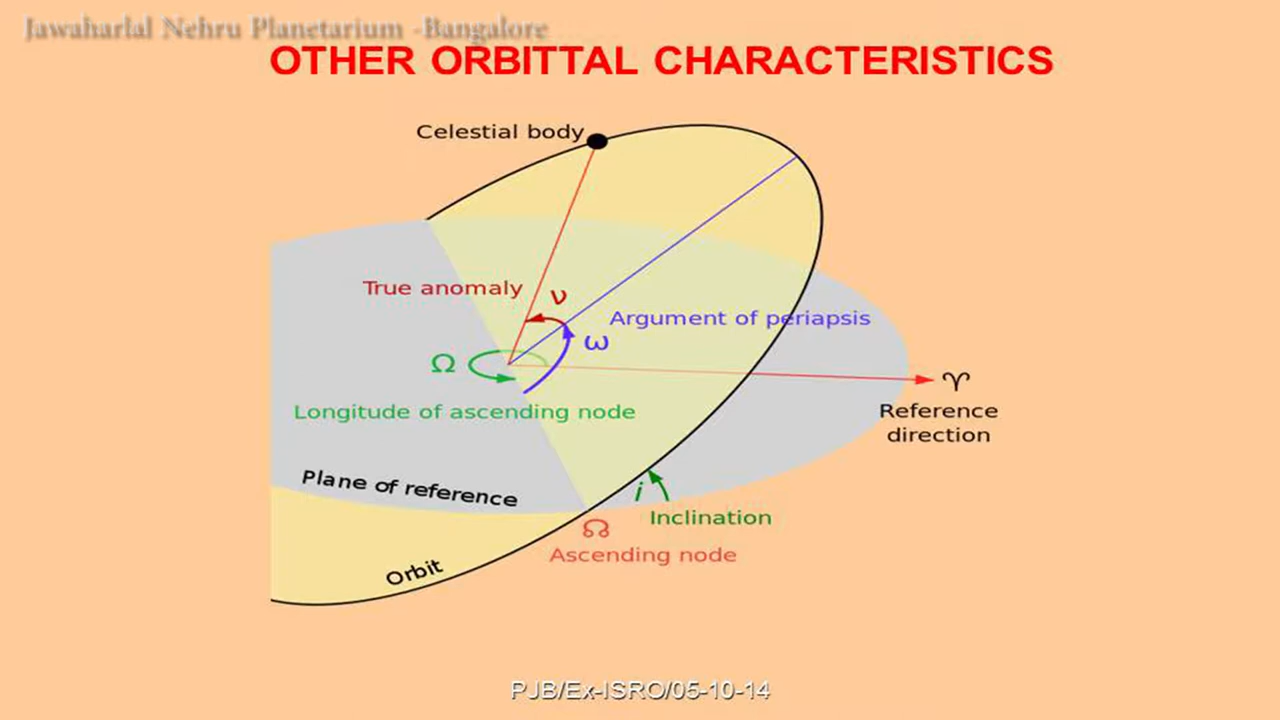 Jawaharlal Nehru Planetarium -Bangalore
OTHER ORBITTAL CHARACTERISTICS
Celestial body
True anomaly
ν
Argument of periapsis
ω
Ω
♈
Longitude of ascending node
Reference
direction
Plane of reference
i
Inclination
☊
Ascending node
Orbit
PJB/Ex-ISRO/05-10-14